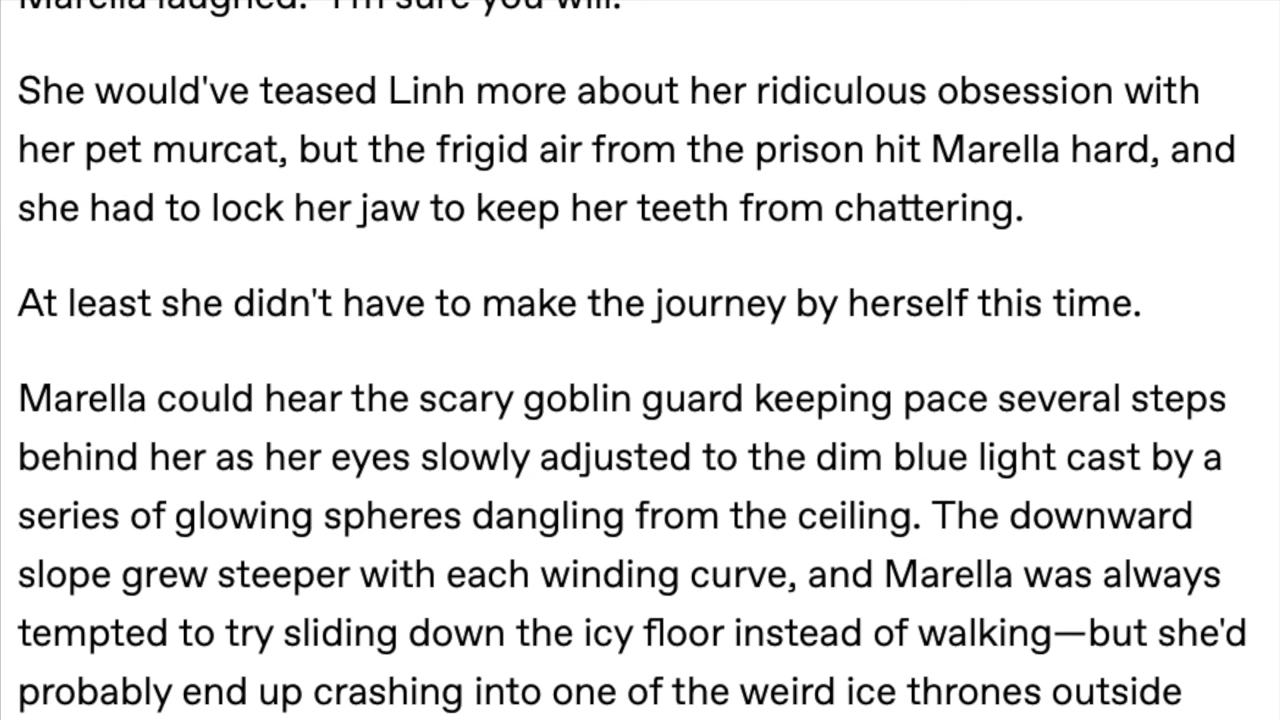 Marella laughed. "I'm sure you will."
She would've teased Linh more about her ridiculous obsession with
her pet murcat, but the frigid air from the prison hit Marella hard, and
she had to lock her jaw to keep her teeth from chattering.
At least she didn't have to make the journey by herself this time.
Marella could hear the scary goblin guard keeping pace several steps
behind her as her eyes slowly adjusted to the dim blue light cast by a
series of glowing spheres dangling from the ceiling. The downward
slope grew steeper with each winding curve, and Marella was always
tempted to try sliding down the icy floor instead of walking—but she'd
probably end up crashing into one of the weird ice thrones outside